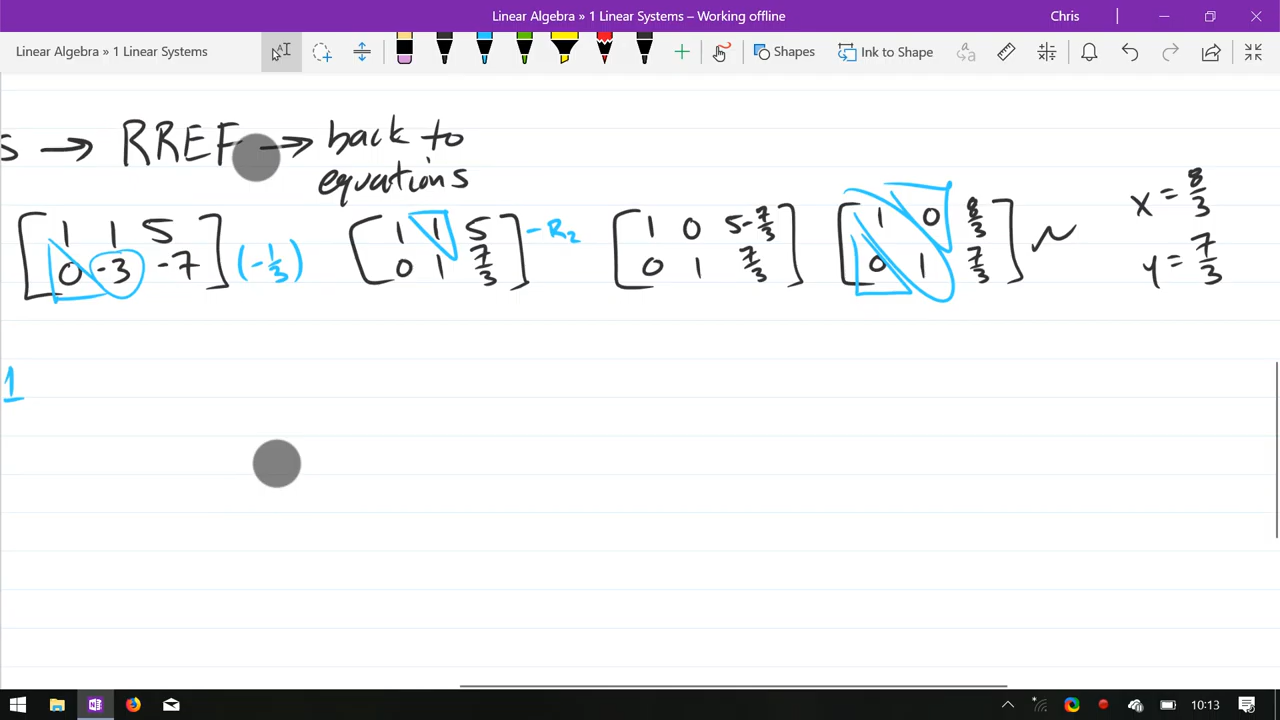 Linear Algebra » 1 Linear Systems – Working offline
Chris
Linear Algebra » 1 Linear Systems
Shapes
Ink to Shape
s → RREF → back to
equations
[1 1 5 [1 1 5] -R₂ [1 0 5-7/3 [1 0 8/3 x = 8/3
0 -3 -7] (-1/3) 0 1 7/3] 0 1 7/3] 0 1 7/3] ~ y = 7/3
1
10:13